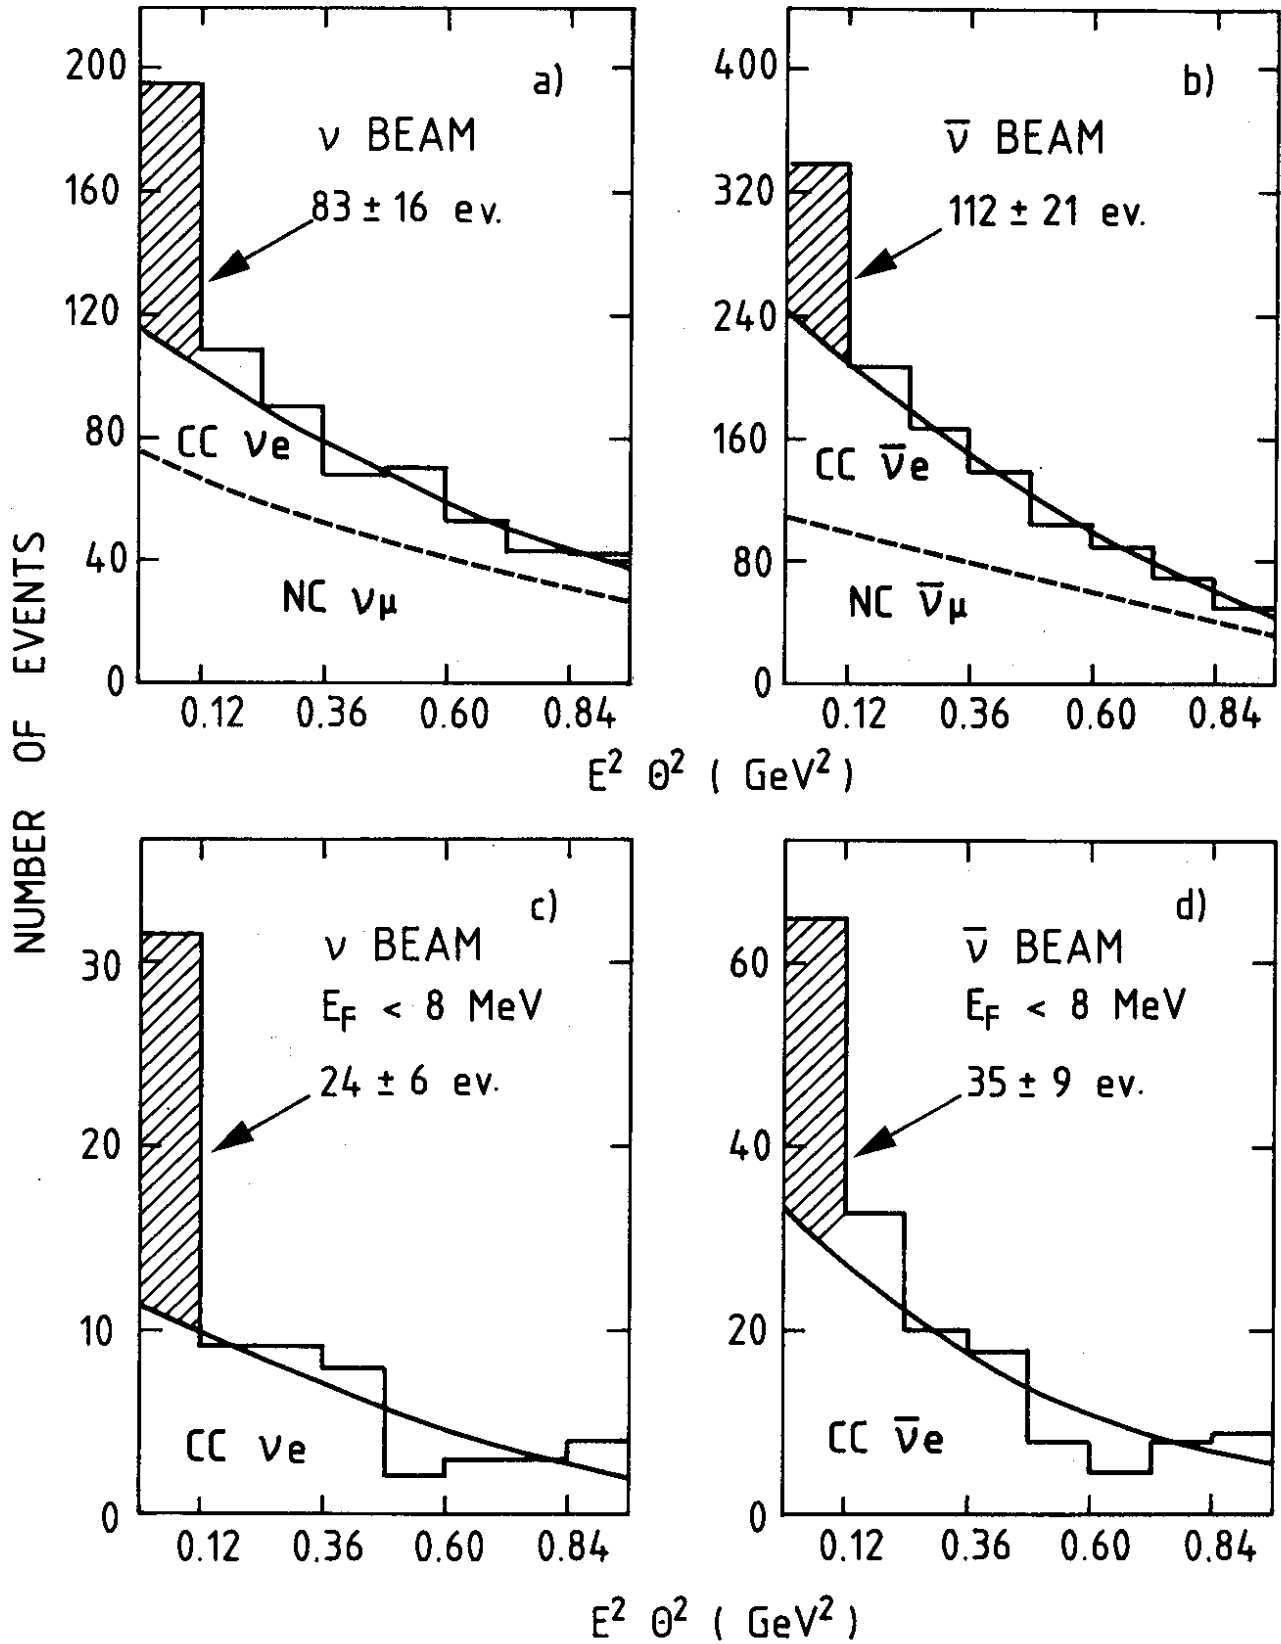 NUMBER OF EVENTS
a)
200
160
120
80
40
0
ν BEAM
83 ± 16 ev.
CC νe
NC νμ
0.12 0.36 0.60 0.84
b)
400
320
240
160
80
0
ν̅ BEAM
112 ± 21 ev.
CC ν̅e
NC ν̅μ
0.12 0.36 0.60 0.84
E² Θ² ( GeV²)
c)
30
20
10
0
ν BEAM
E_F < 8 MeV
24 ± 6 ev.
CC νe
0.12 0.36 0.60 0.84
d)
60
40
20
0
ν̅ BEAM
E_F < 8 MeV
35 ± 9 ev.
CC ν̅e
0.12 0.36 0.60 0.84
E² Θ² ( GeV²)